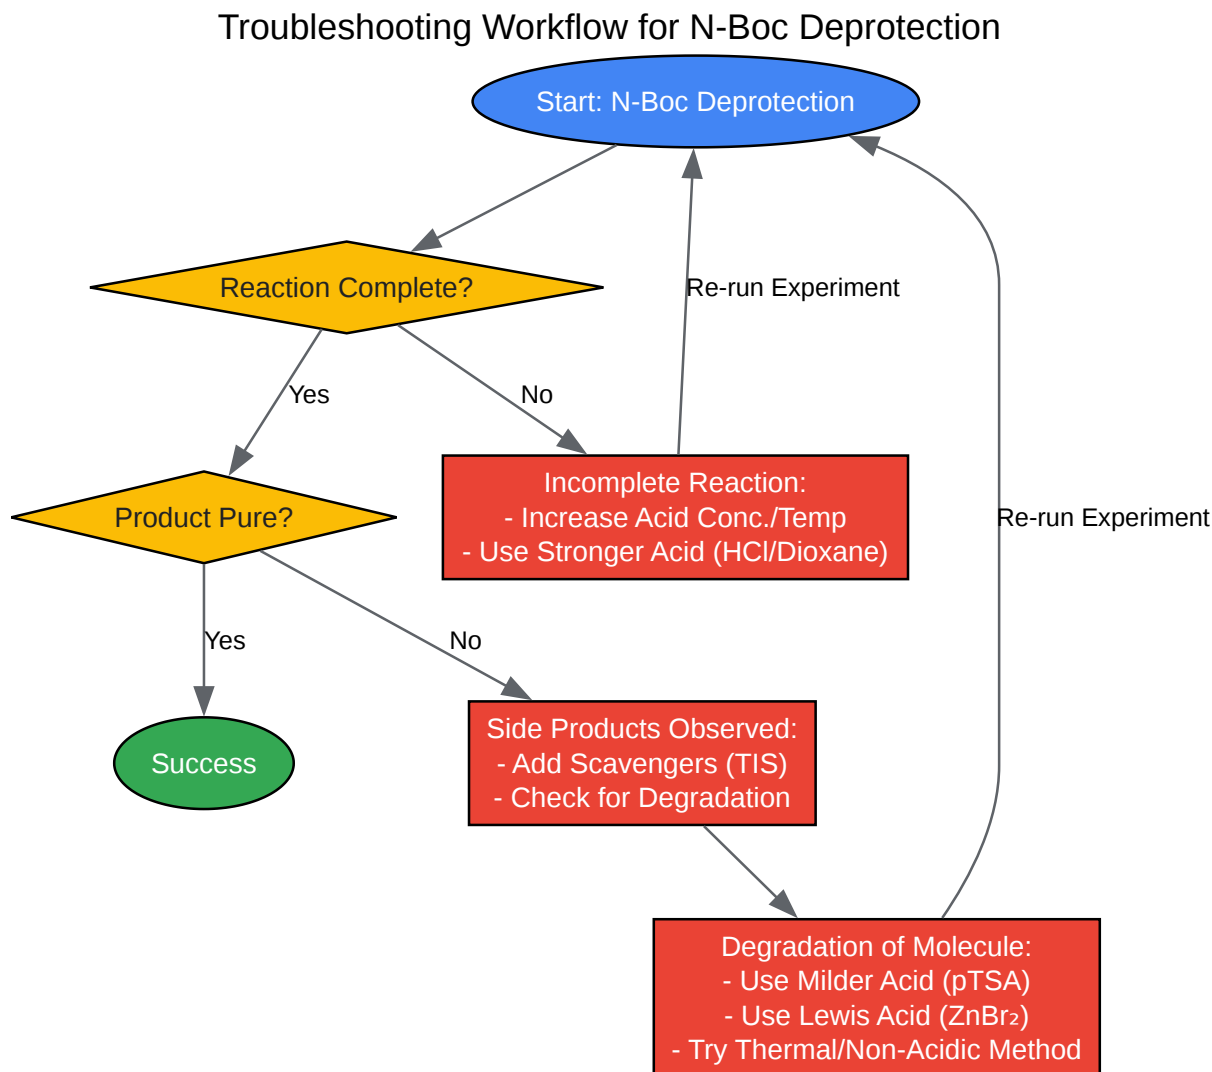 Troubleshooting Workflow for N-Boc Deprotection
Start: N-Boc Deprotection
Reaction Complete?
Re-run Experiment
Yes
No
Incomplete Reaction:
- Increase Acid Conc./Temp
- Use Stronger Acid (HCl/Dioxane)
Product Pure?
Re-run Experiment
Yes
No
Side Products Observed:
- Add Scavengers (TIS)
- Check for Degradation
Success
Degradation of Molecule:
- Use Milder Acid (pTSA)
- Use Lewis Acid (ZnBr₂)
- Try Thermal/Non-Acidic Method